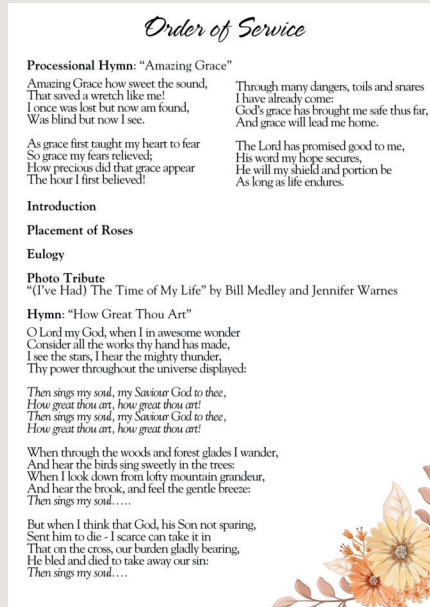 Order of Service
Processional Hymn: “Amazing Grace”
Amazing Grace how sweet the sound,
That saved a wretch like me!
I once was lost but now am found,
Was blind but now I see.
As grace first taught my heart to fear
So grace my fears relieved;
How precious did that grace appear
The hour I first believed!
Through many dangers, toils and snares
I have already come:
God’s grace has brought me safe thus far,
And grace will lead me home.
The Lord has promised good to me,
His word my hope secures,
He will my shield and portion be
As long as life endures.
Introduction
Placement of Roses
Eulogy
Photo Tribute
“(I’ve Had) The Time of My Life” by Bill Medley and Jennifer Warnes
Hymn: “How Great Thou Art”
O Lord my God, when I in awesome wonder
Consider all the works thy hand has made,
I see the stars, I hear the mighty thunder,
Thy power throughout the universe displayed:
Then sings my soul, my Saviour God to thee,
How great thou art, how great thou art!
Then sings my soul, my Saviour God to thee,
How great thou art, how great thou art!
When through the woods and forest glades I wander,
And hear the birds sing sweetly in the trees:
When I look down from lofty mountain grandeur,
And hear the brook, and feel the gentle breeze:
Then sings my soul…..
But when I think that God, his Son not sparing,
Sent him to die - I scarce can take it in
That on the cross, our burden gladly bearing,
He bled and died to take away our sin:
Then sings my soul….